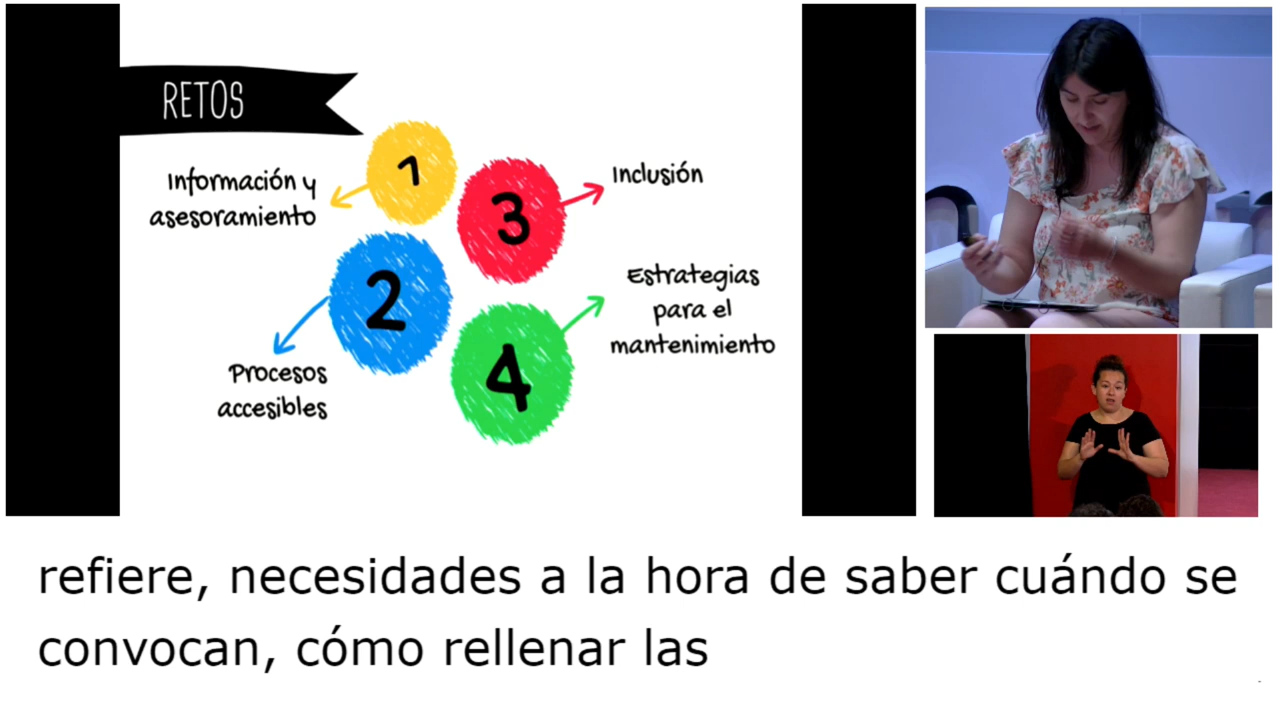 RETOS
1
Información y
asesoramiento
2
Procesos
accesibles
3
Inclusión
4
Estrategias
para el
mantenimiento
refiere, necesidades a la hora de saber cuándo se
convocan, cómo rellenar las